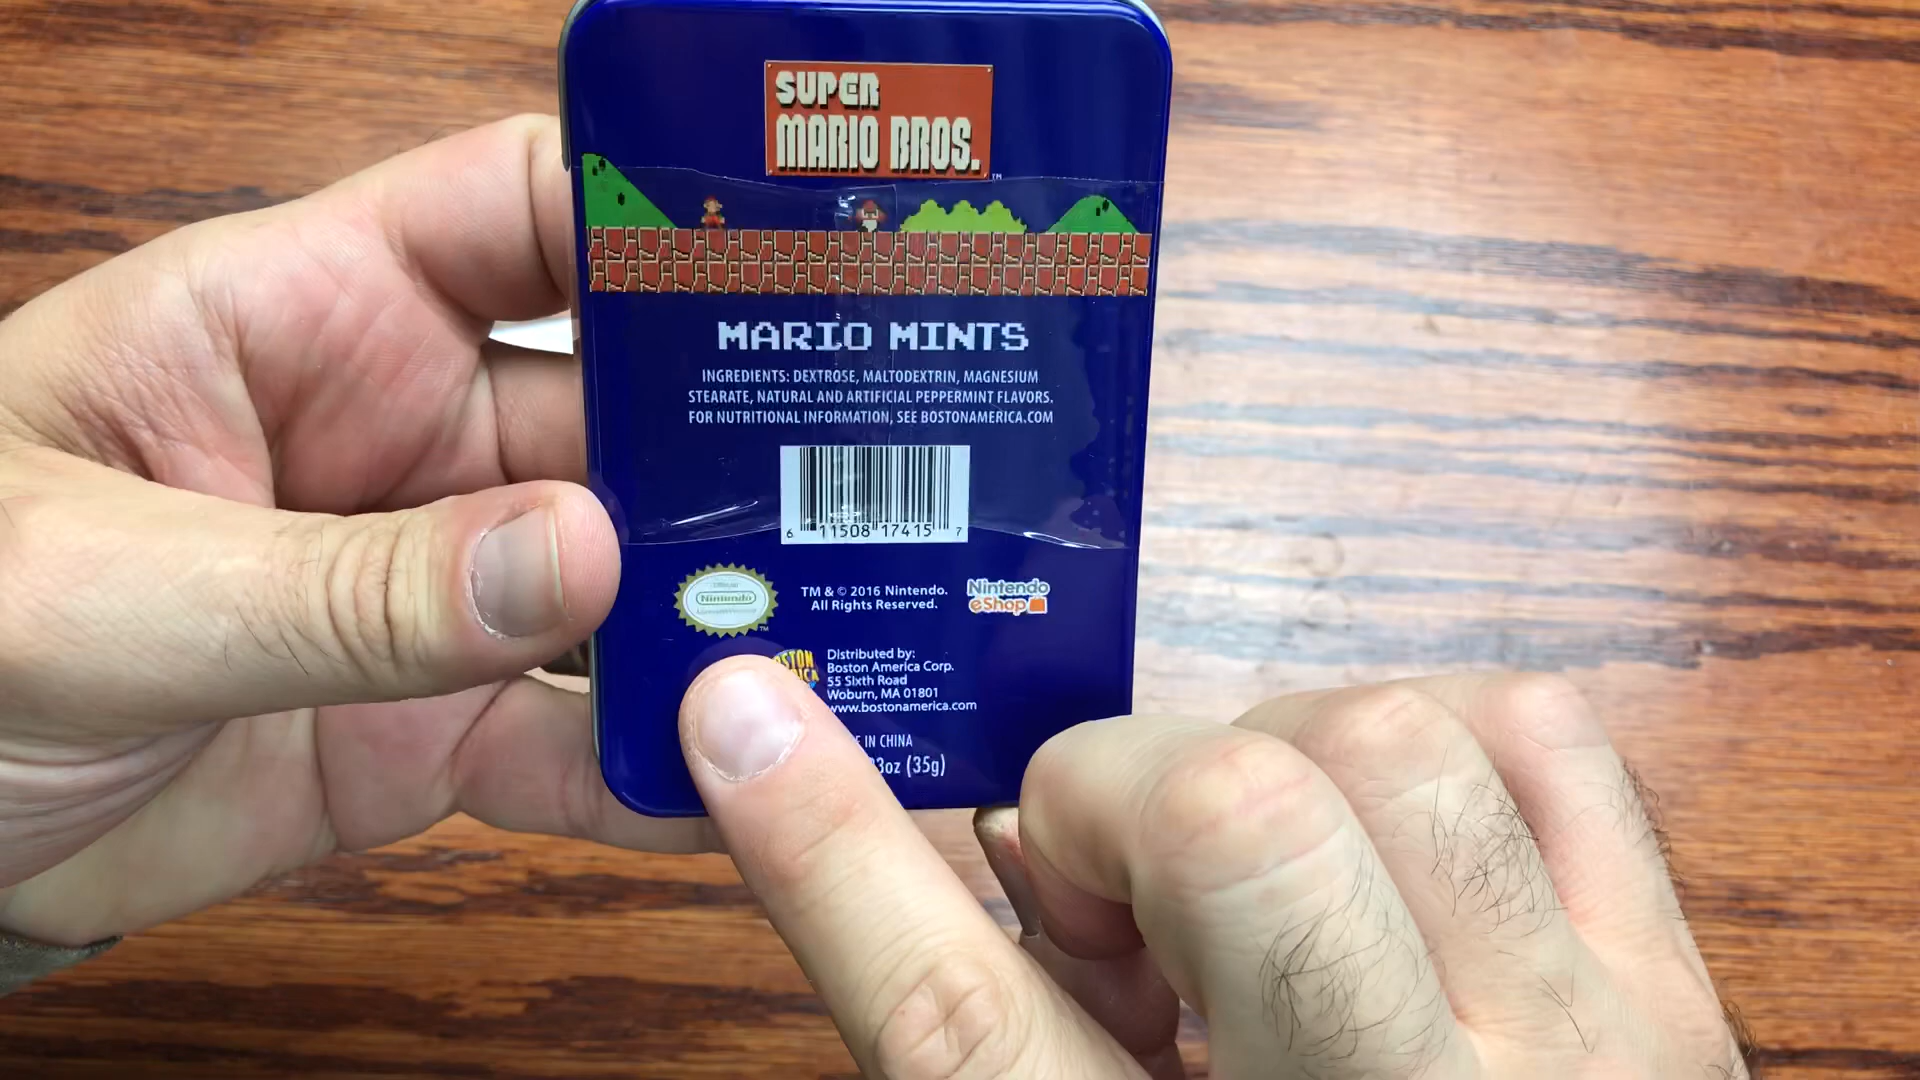 SUPER
MARIO BROS.
TM
MARIO MINTS
INGREDIENTS: DEXTROSE, MALTODEXTRIN, MAGNESIUM
STEARATE, NATURAL AND ARTIFICIAL PEPPERMINT FLAVORS.
FOR NUTRITIONAL INFORMATION, SEE BOSTONAMERICA.COM
6 11508 17415 7
Nintendo
TM
TM & © 2016 Nintendo.
All Rights Reserved.
Nintendo
eShop
Distributed by:
Boston America Corp.
55 Sixth Road
Woburn, MA 01801
www.bostonamerica.com
IN CHINA
3oz (35g)